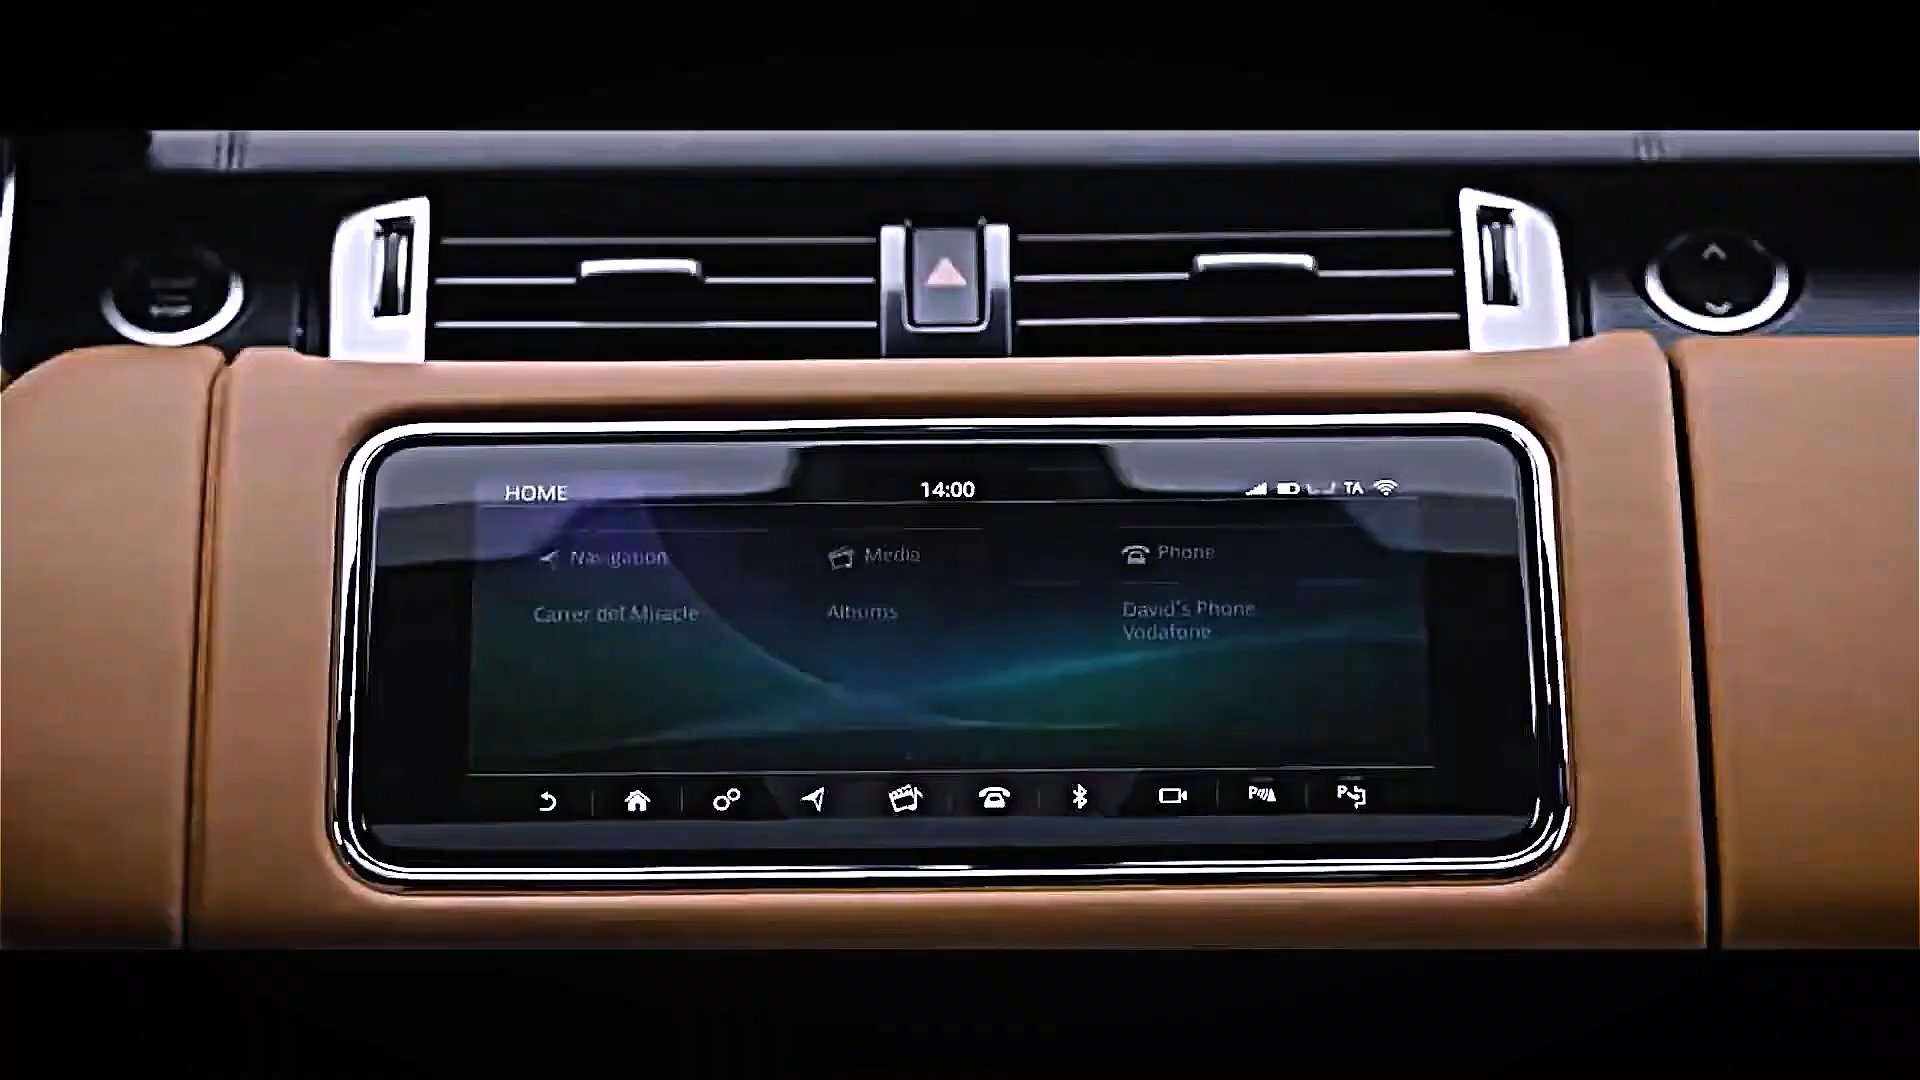 HOME
14:00
TA
Navigation
Media
Phone
Carrer del Miracle
Albums
David's Phone
Vodafone